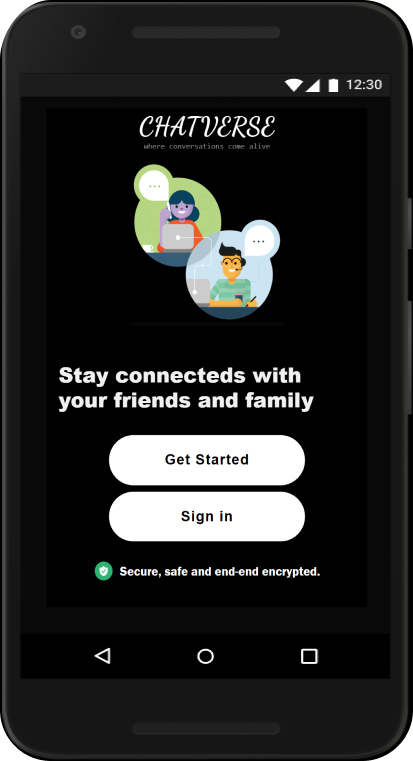 12:30
CHATVERSE
where conversations come alive
Stay connecteds with
your friends and family
Get Started
Sign in
Secure, safe and end-end encrypted.